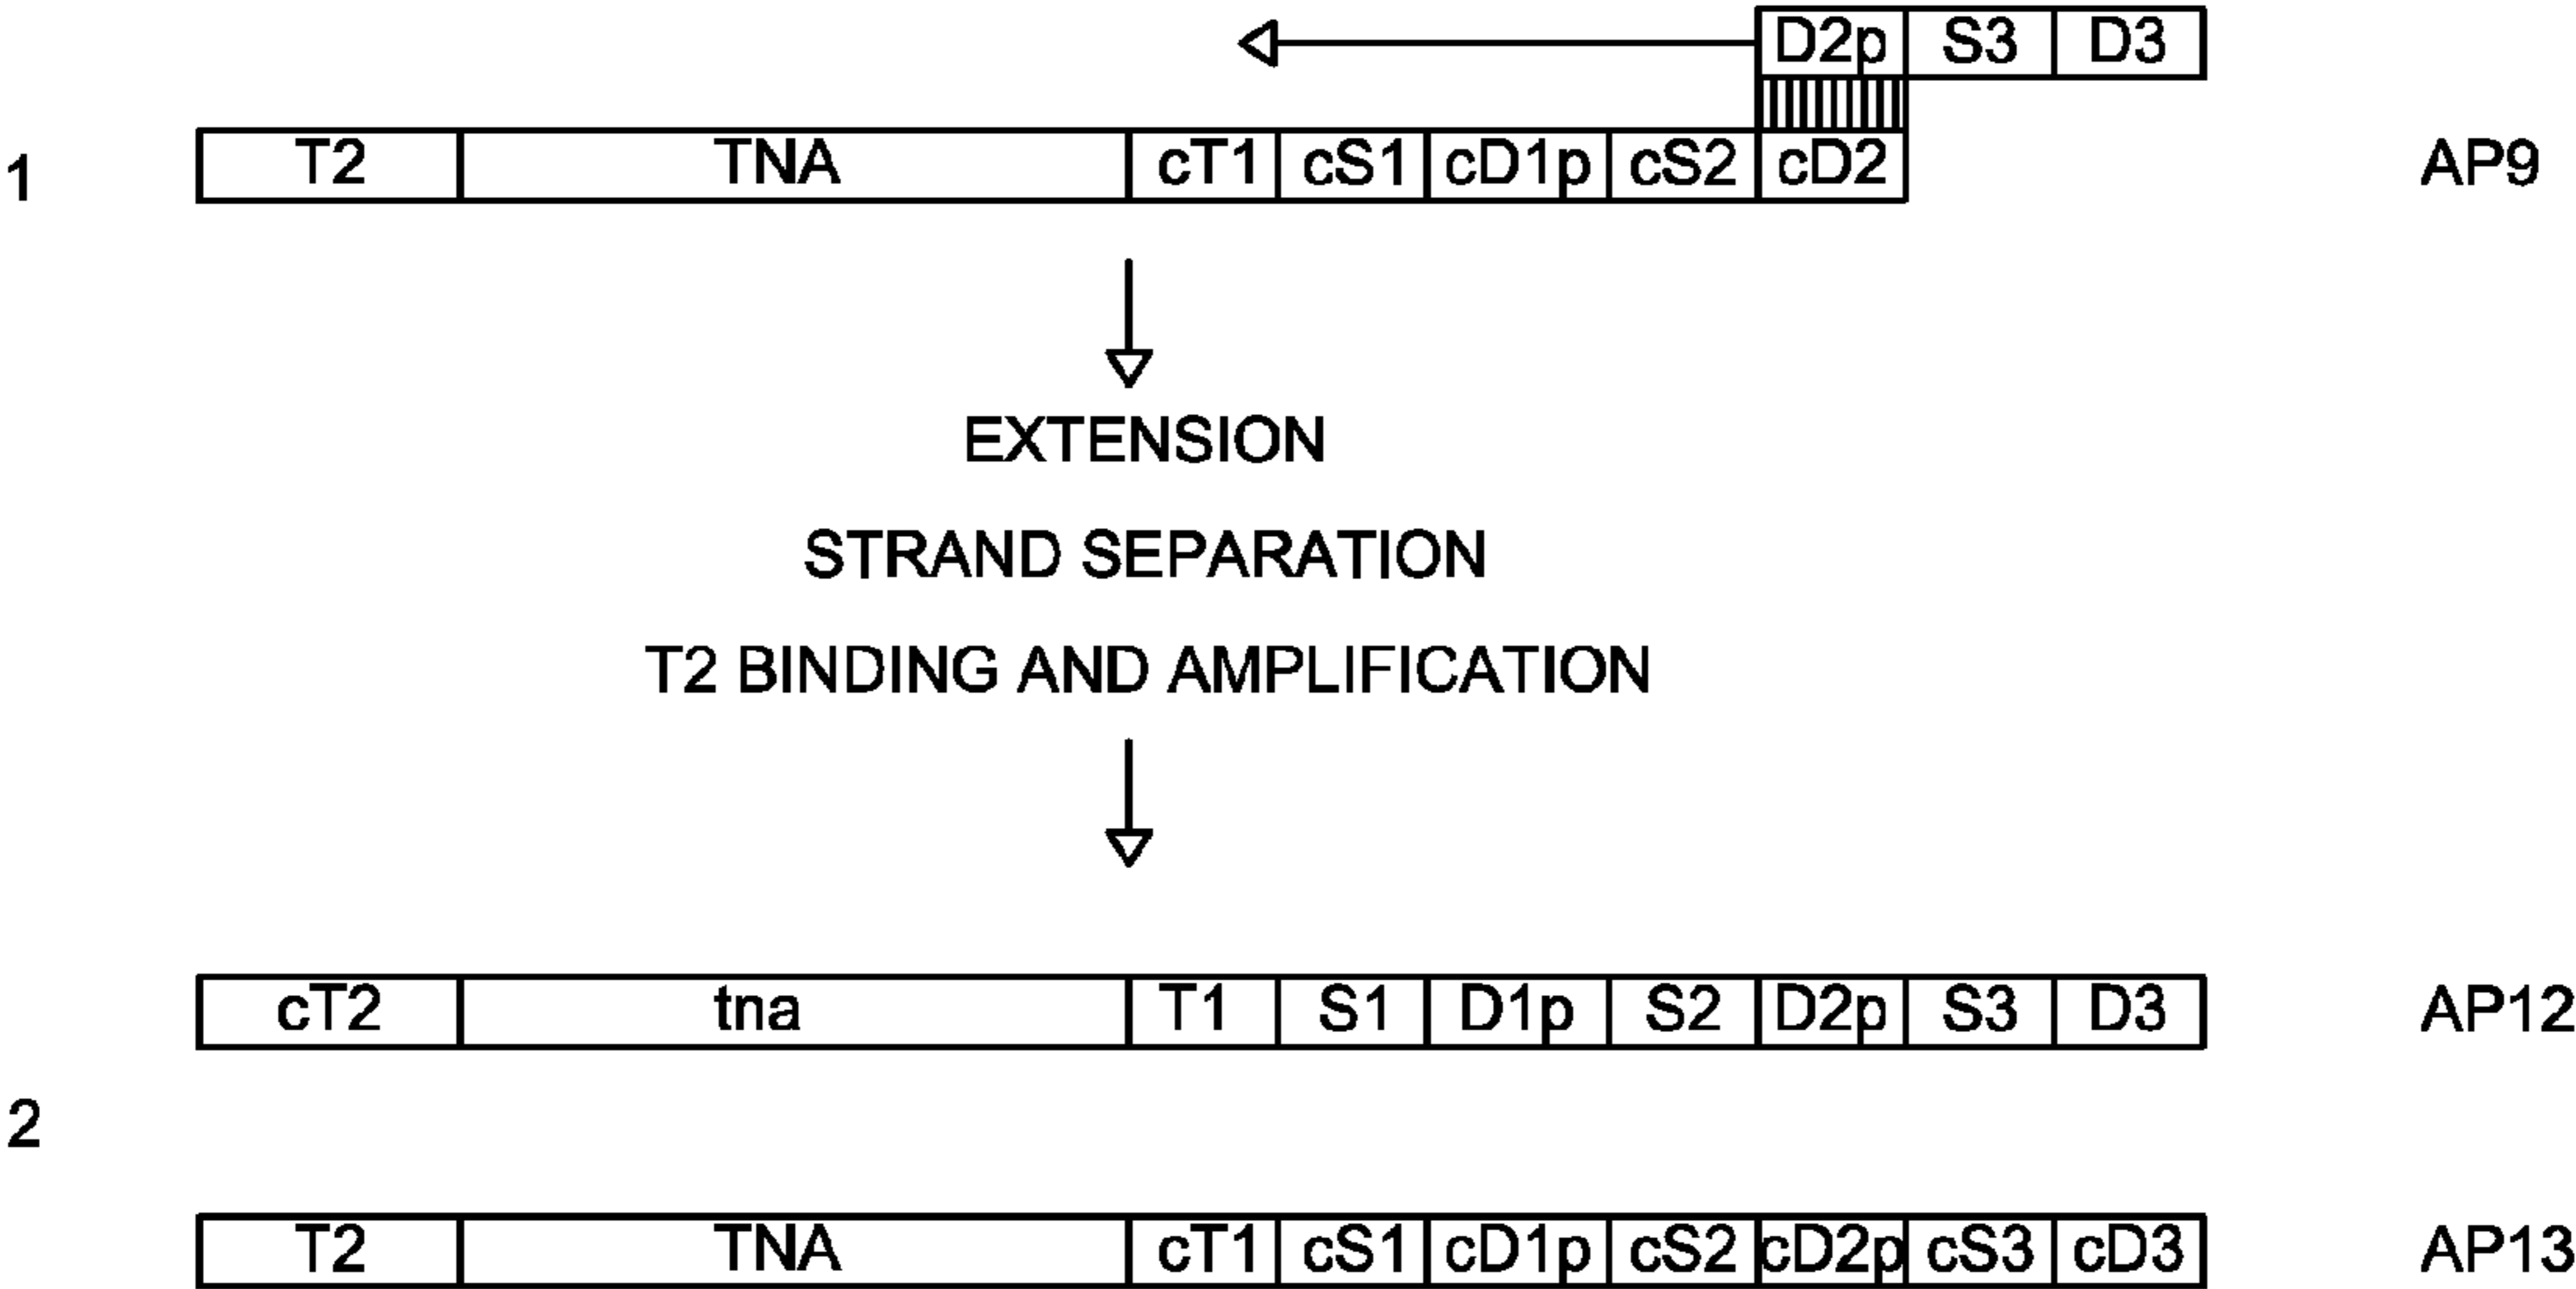 D2p S3 D3
1 T2 TNA cT1 cS1 cD1p cS2 cD2 AP9
EXTENSION
STRAND SEPARATION
T2 BINDING AND AMPLIFICATION
cT2 tna T1 S1 D1p S2 D2p S3 D3 AP12
2
T2 TNA cT1 cS1 cD1p cS2 cD2p cS3 cD3 AP13